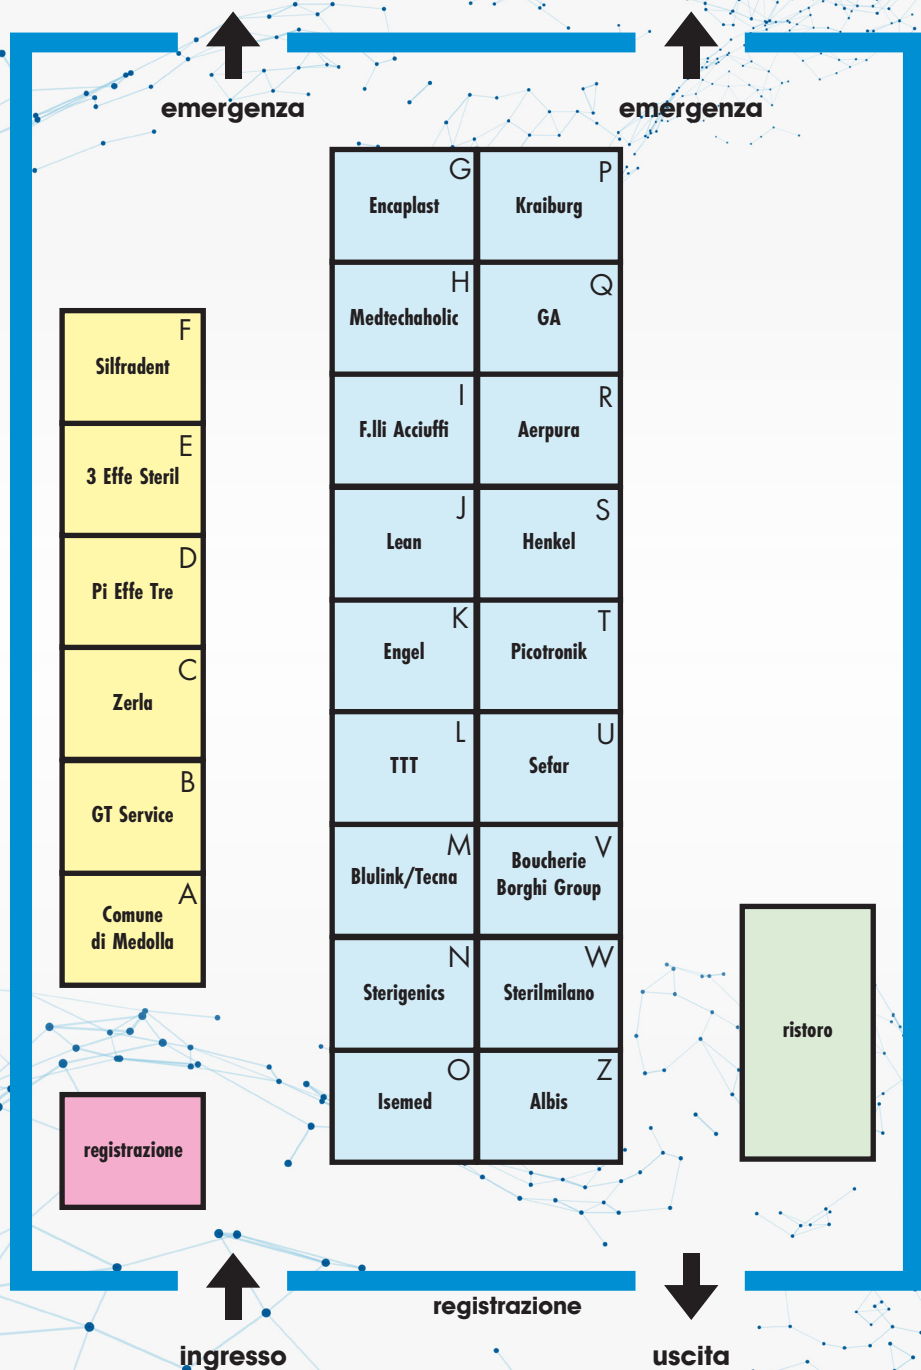 emergenza
emergenza
G
Encaplast
P
Kraiburg
H
Medtechaholic
Q
GA
F
Silfradent
I
F.lli Acciuffi
R
Aerpura
E
3 Effe Steril
J
Lean
S
Henkel
D
Pi Effe Tre
K
Engel
T
Picotronik
C
Zerla
L
TTT
U
Sefar
B
GT Service
M
Blulink/Tecna
V
Boucherie
Borghi Group
A
Comune
di Medolla
N
Sterigenics
W
Sterilmilano
ristoro
O
Isemed
Z
Albis
registrazione
registrazione
ingresso
uscita